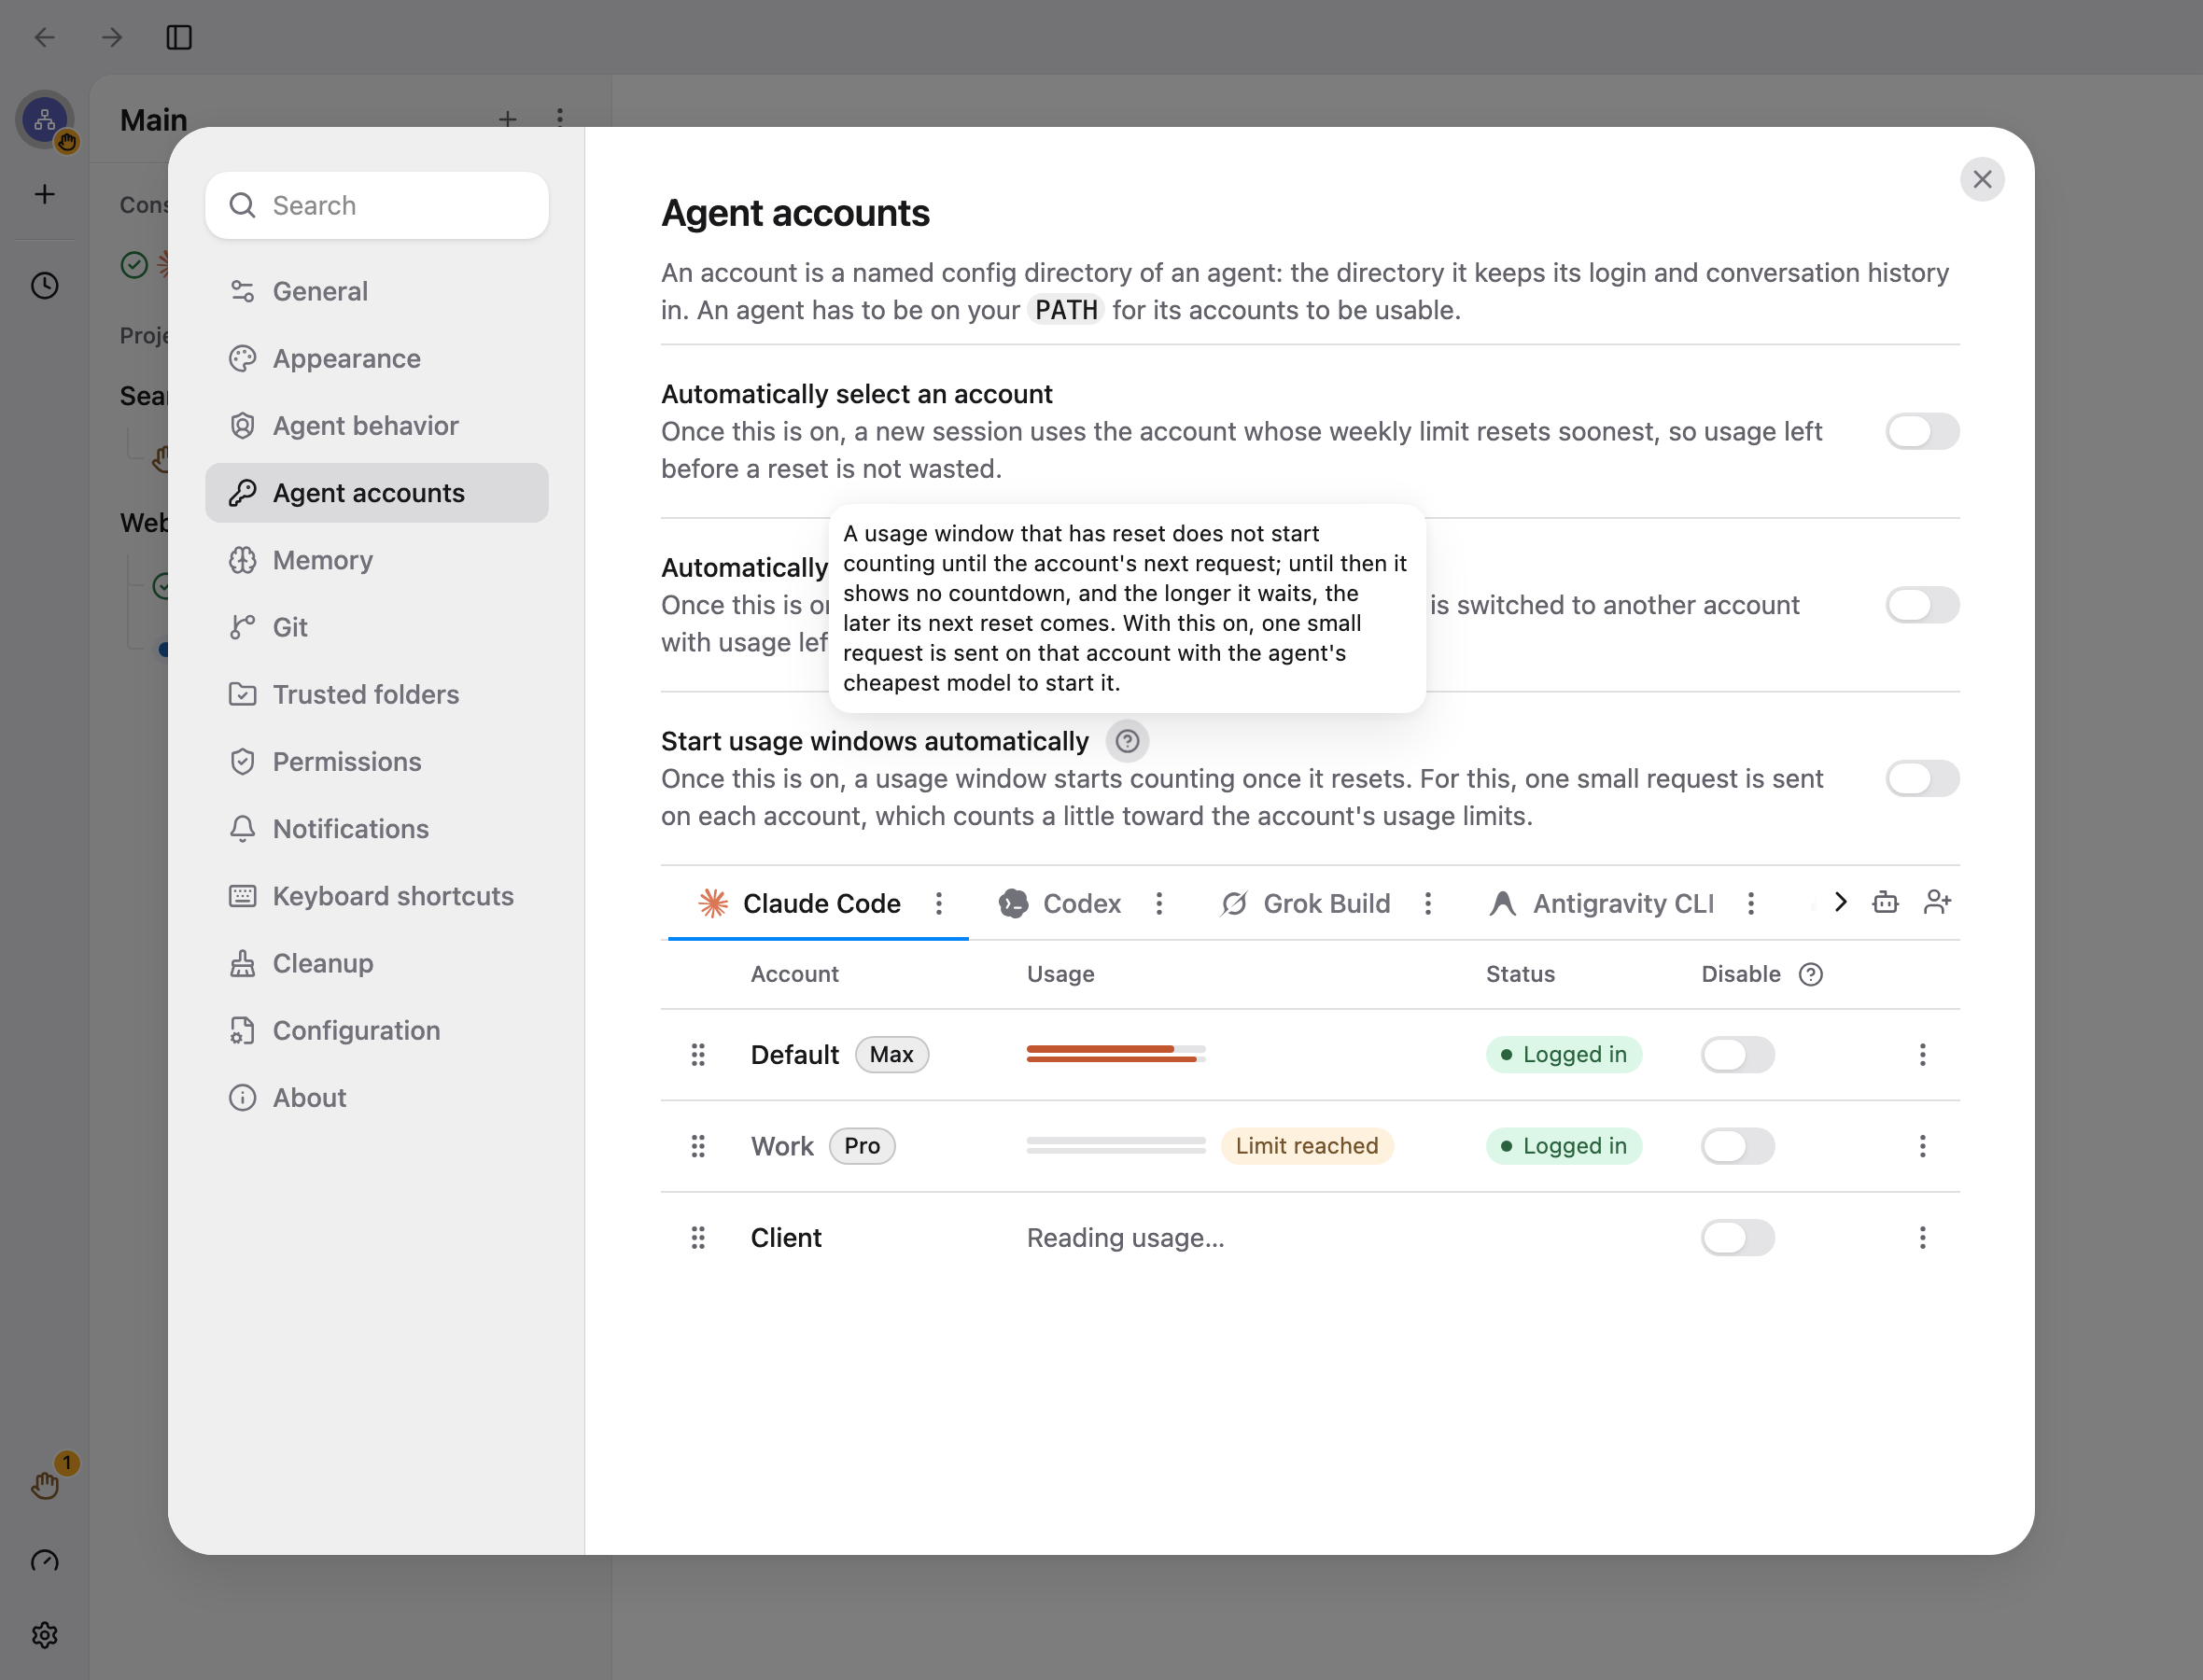 Main
Cons
Proje
Sear
Web
1
Search
General
Appearance
Agent behavior
Agent accounts
Memory
Git
Trusted folders
Permissions
Notifications
Keyboard shortcuts
Cleanup
Configuration
About
Agent accounts
An account is a named config directory of an agent: the directory it keeps its login and conversation history
in. An agent has to be on your PATH for its accounts to be usable.
Automatically select an account
Once this is on, a new session uses the account whose weekly limit resets soonest, so usage left
before a reset is not wasted.
A usage window that has reset does not start
counting until the account's next request; until then it
shows no countdown, and the longer it waits, the
later its next reset comes. With this on, one small
request is sent on that account with the agent's
cheapest model to start it.
Automatically
Once this is on is switched to another account
with usage lef
Start usage windows automatically
Once this is on, a usage window starts counting once it resets. For this, one small request is sent
on each account, which counts a little toward the account's usage limits.
Claude Code Codex Grok Build Antigravity CLI
Account Usage Status Disable
Default Max Logged in
Work Pro Limit reached Logged in
Client Reading usage...